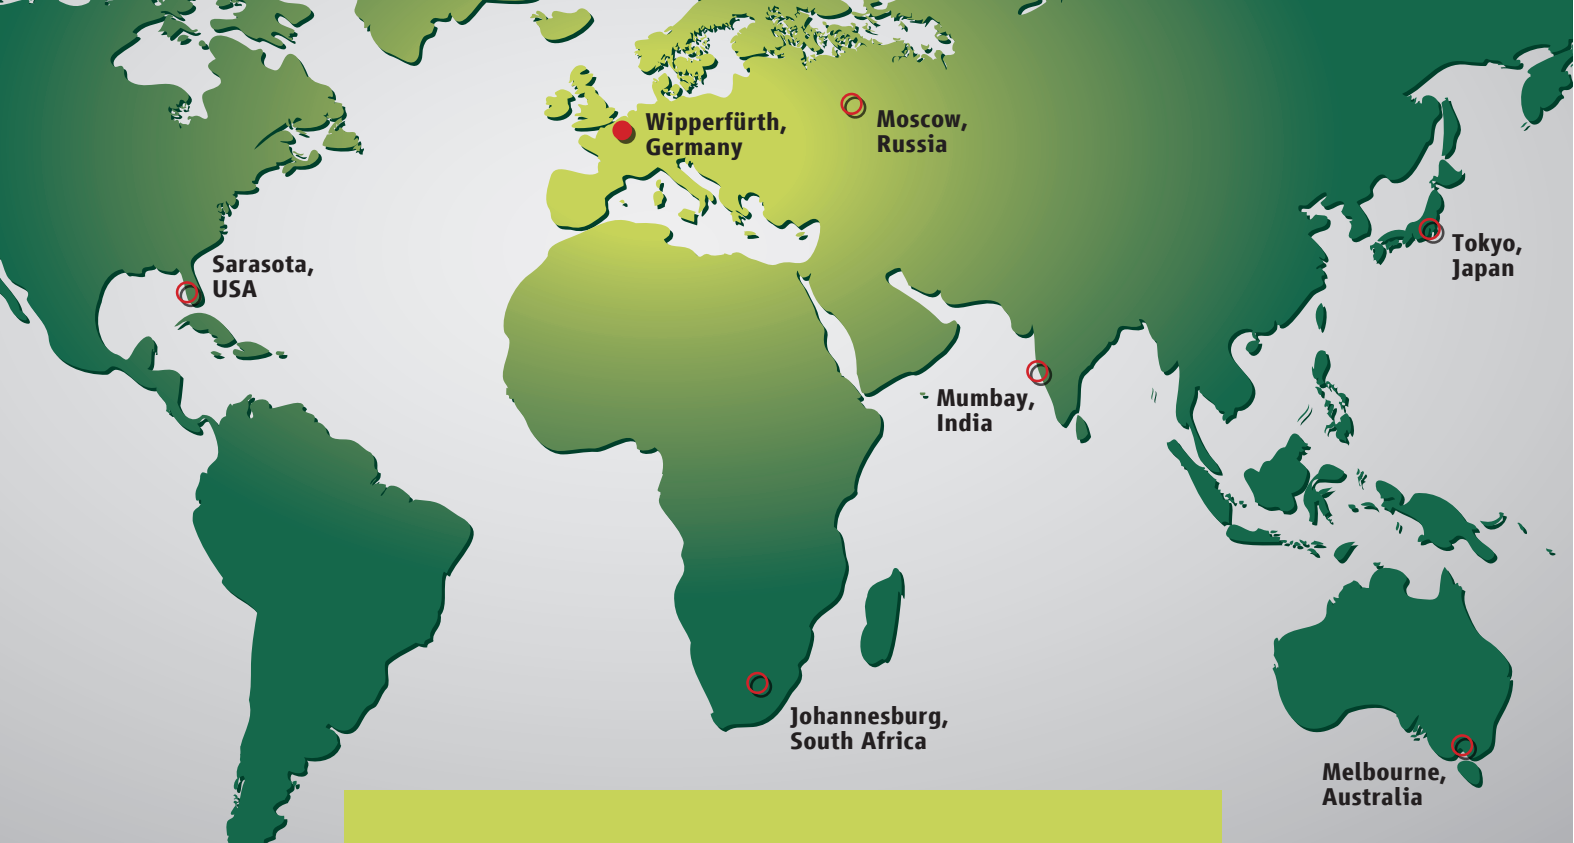 Wipperfürth,
Germany
Moscow,
Russia
Sarasota,
USA
Tokyo,
Japan
Mumbay,
India
Johannesburg,
South Africa
Melbourne,
Australia